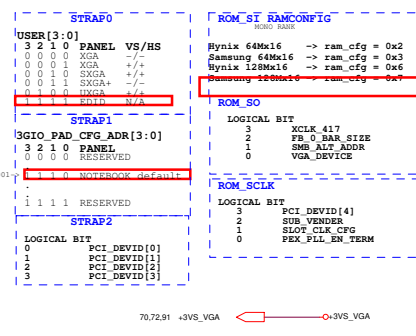 STRAP0
USER[3:0]
3 2 1 0 PANEL VS/HS
0 0 0 0 XGA -/-
0 0 0 1 XGA +/+
0 0 1 0 SXGA +/+
0 0 1 1 SXGA+ -/-
0 1 0 0 UXGA +/+
1 1 1 1 EDID N/A
STRAP1
3GIO_PAD_CFG_ADR[3:0]
3 2 1 0 PANEL
0 0 0 0 RESERVED
01-> 1 1 1 0 NOTEBOOK default
.
.
1 1 1 1 RESERVED
STRAP2
LOGICAL BIT
0 PCI_DEVID[0]
1 PCI_DEVID[1]
2 PCI_DEVID[2]
3 PCI_DEVID[3]
ROM_SI RAMCONFIG
MONO RANK
Hynix 64Mx16 -> ram_cfg = 0x2
Samsung 64Mx16 -> ram_cfg = 0x3
Hynix 128Mx16 -> ram_cfg = 0x6
Samsung 128Mx16 -> ram_cfg = 0x7
ROM_SO
LOGICAL BIT
3 XCLK_417
2 FB_0_BAR_SIZE
1 SMB_ALT_ADDR
0 VGA_DEVICE
ROM_SCLK
LOGICAL BIT
3 PCI_DEVID[4]
2 SUB_VENDER
1 SLOT_CLK_CFG
0 PEX_PLL_EN_TERM
70,72,91 +3VS_VGA +3VS_VGA